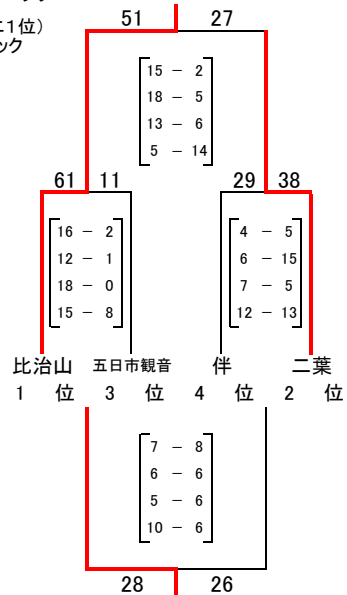 51 27
ニ１位）
ック
15 － 2
18 － 5
13 － 6
5 － 14
61 11 29 38
16 － 2
12 － 1
18 － 0
15 － 8
4 － 5
6 － 15
7 － 5
12 － 13
比治山 五日市観音 伴 二葉
1 位 3 位 4 位 2 位
7 － 8
6 － 6
5 － 6
10 － 6
28 26